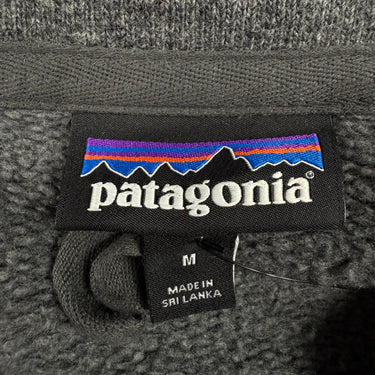 patagonia®
M
MADE IN
SRI LANKA